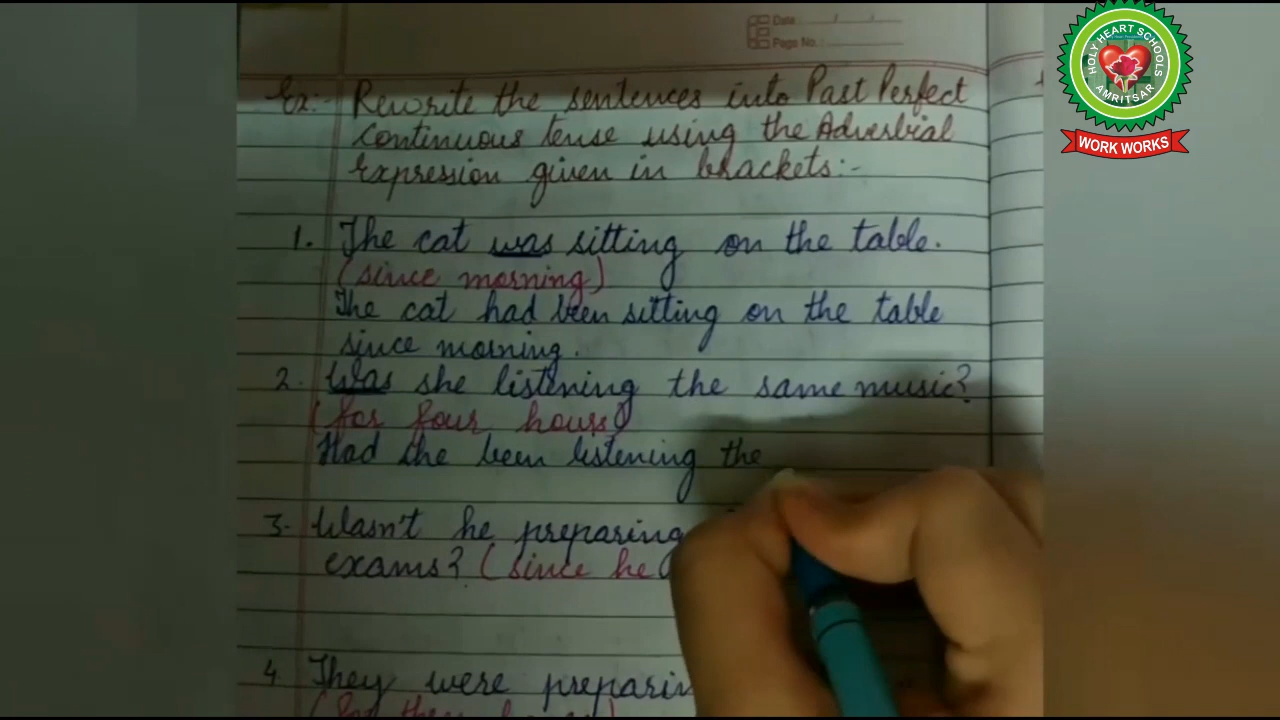 Date : / /
Page No. :
HOLY HEART SCHOOLS
AMRITSAR
WORK WORKS
Ex:- Rewrite the sentences into Past Perfect
continuous tense using the Adverbial
Expression given in brackets:-
1. The cat was sitting on the table.
(since morning)
The cat had been sitting on the table
since morning.
2. Was she listening the same music?
(for four hours)
Had she been listening the
3. Wasn't he preparing
exams? (since he
4. They were